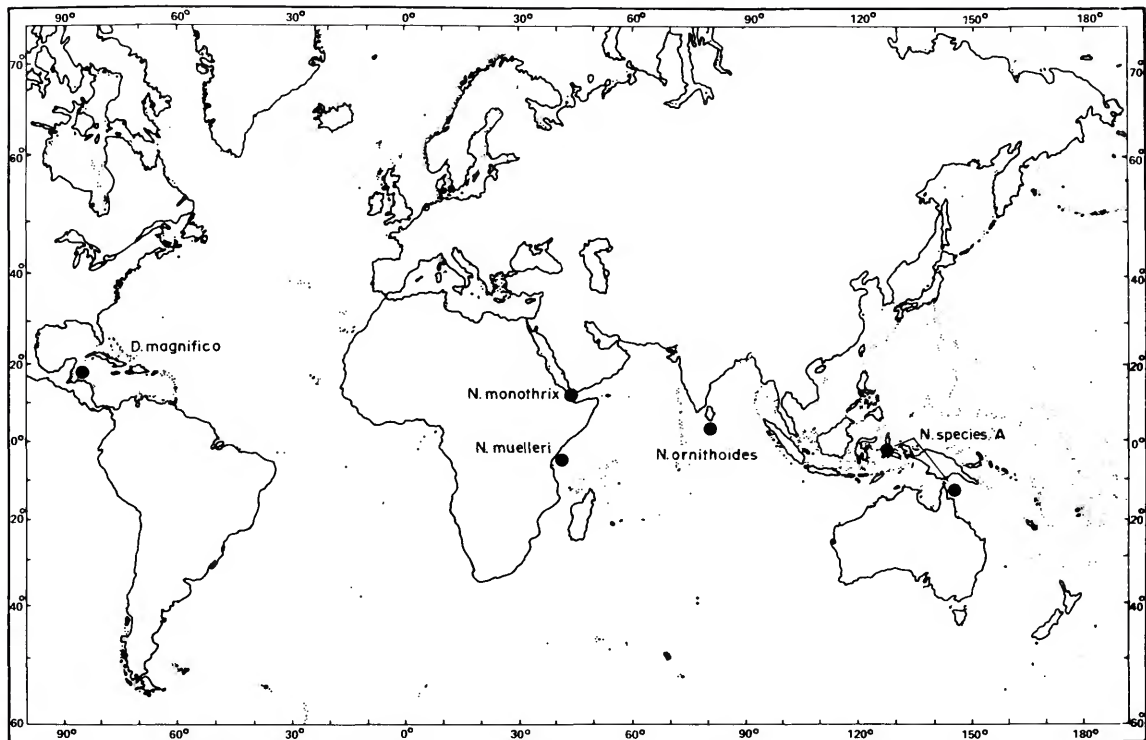 90° 60° 30° 0° 30° 60° 90° 120° 150° 180°
70° 70°
60° 60°
40° 40°
D. magnifico
20° 20°
N. monothrix
N. muelleri
N. ornithoides
N. species A
0° 0°
20° 20°
40° 40°
60 60
90° 60° 30° 0° 30° 60° 90° 120° 150° 180°